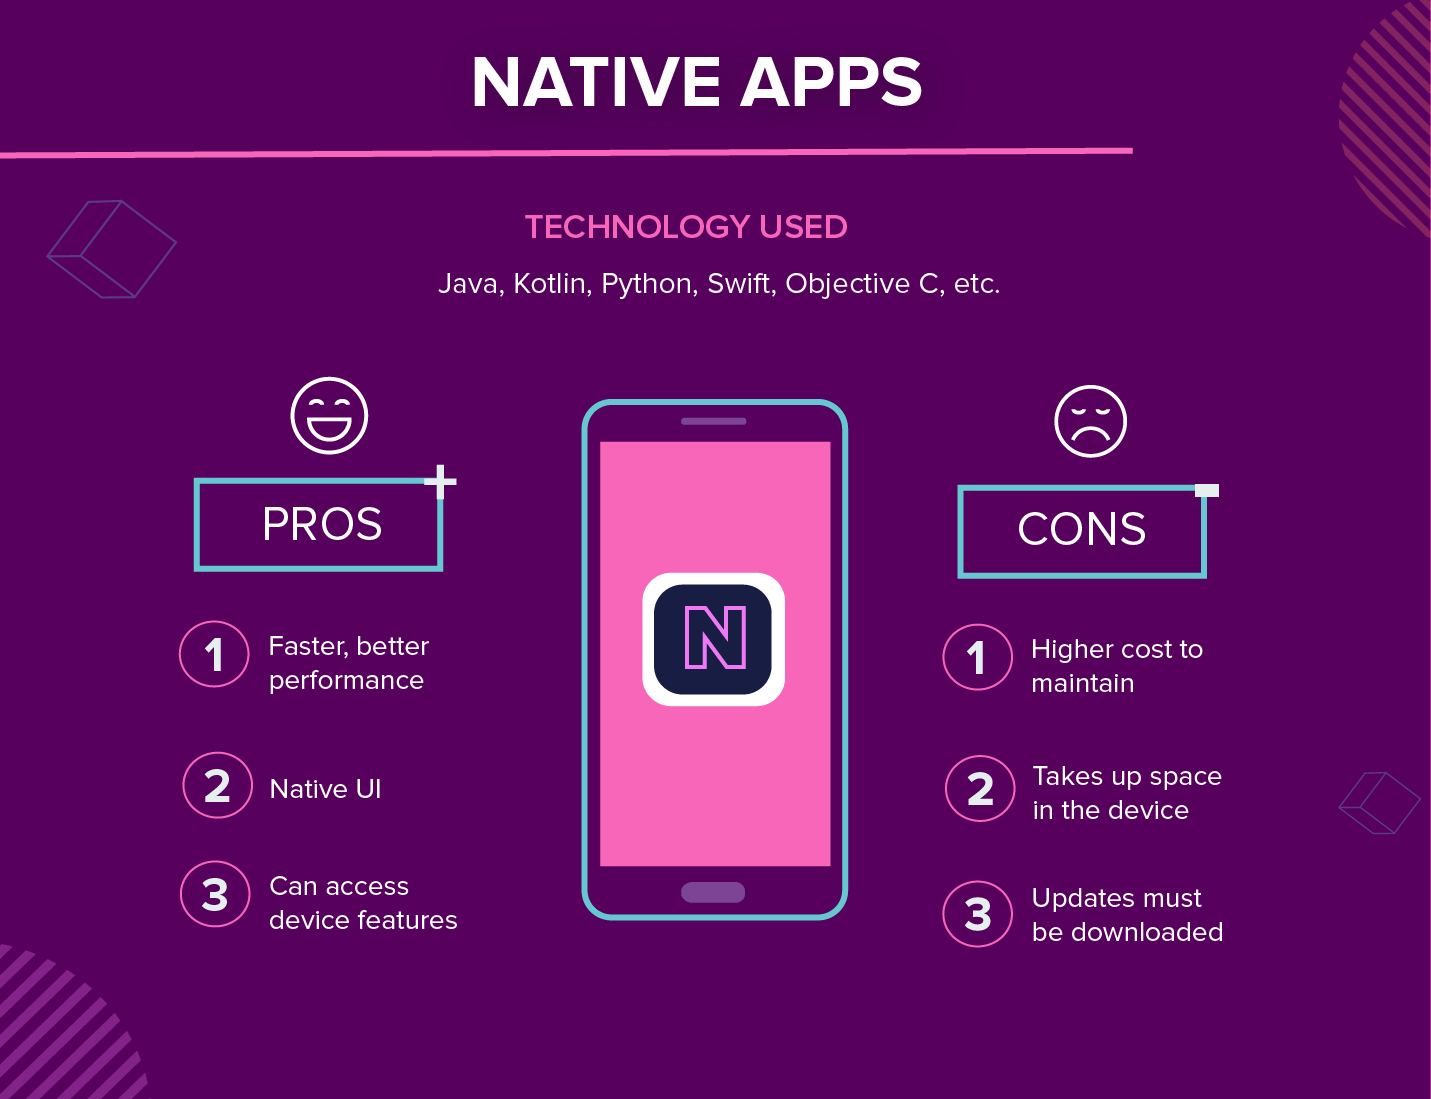 NATIVE APPS
TECHNOLOGY USED
Java, Kotlin, Python, Swift, Objective C, etc.
PROS
1
Faster, better
performance
2
Native UI
3
Can access
device features
N
CONS
1
Higher cost to
maintain
2
Takes up space
in the device
3
Updates must
be downloaded